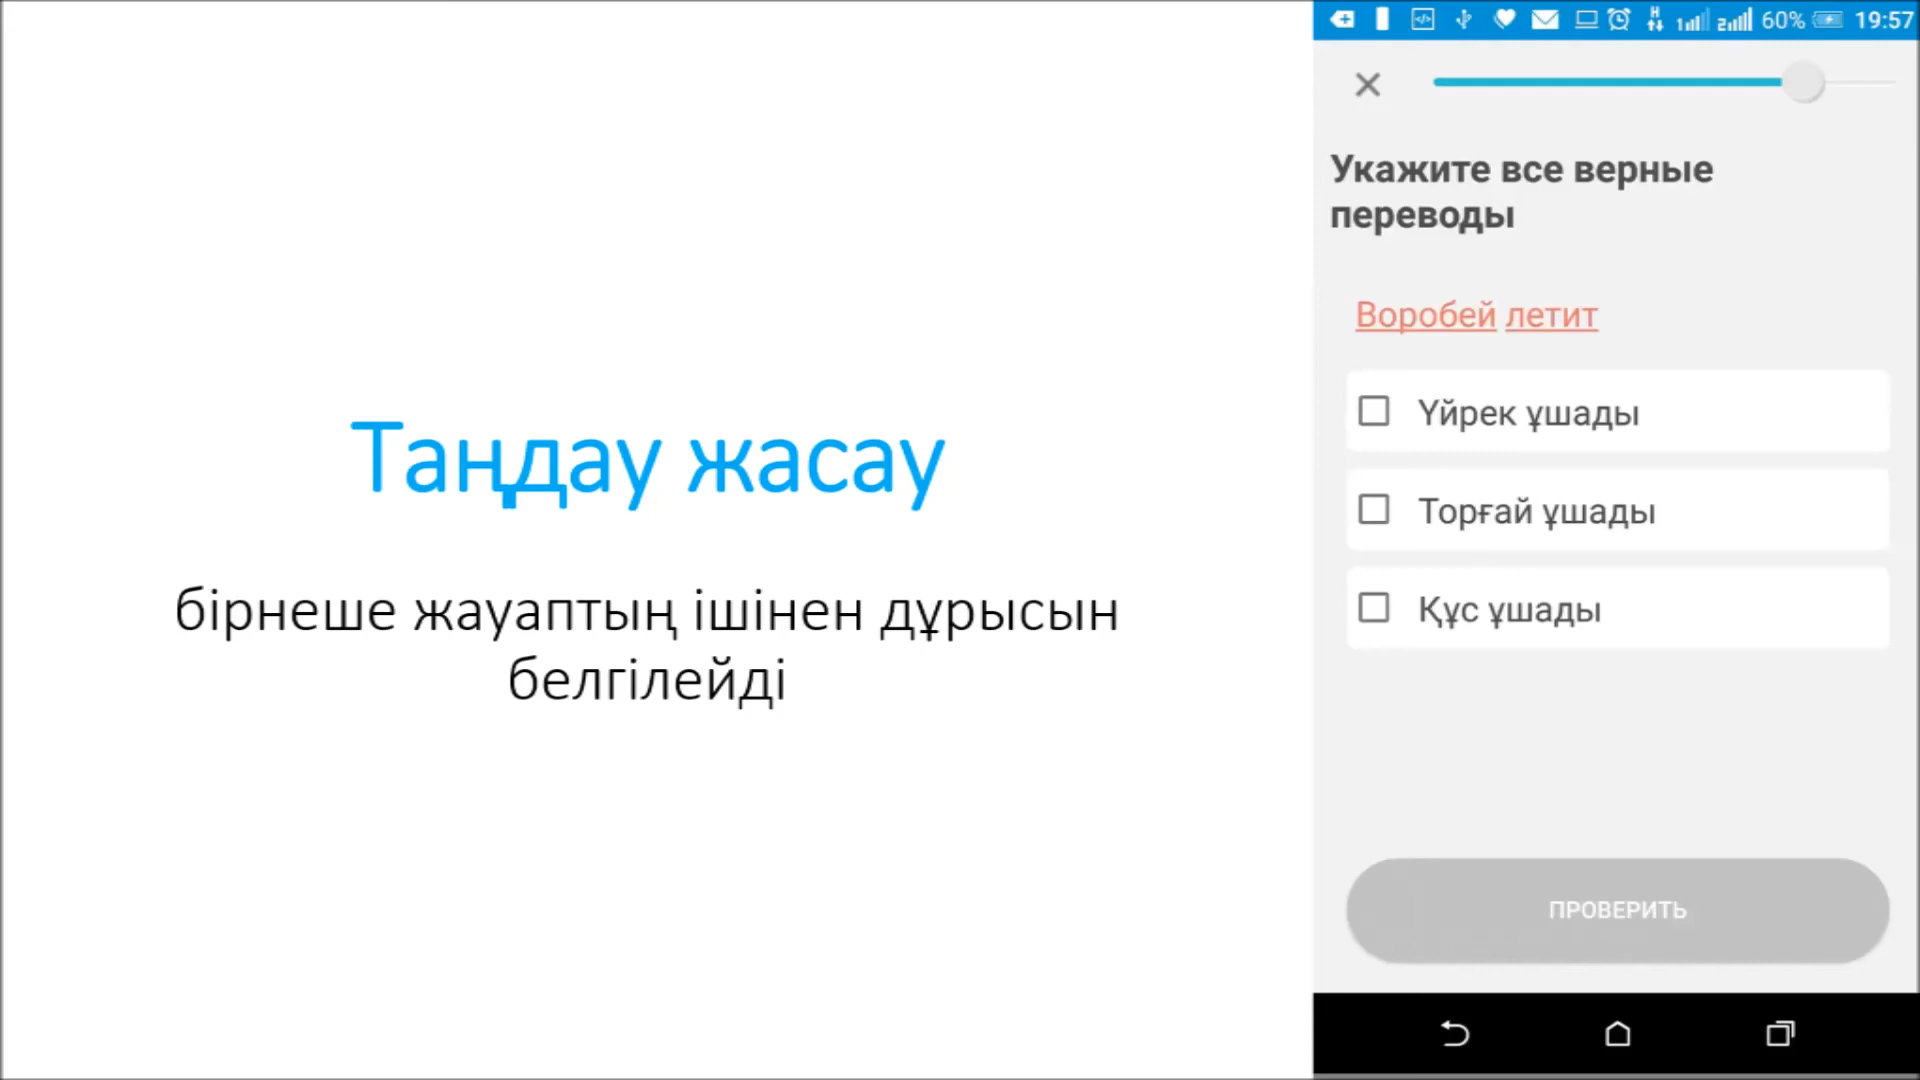 Таңдау жасау
бірнеше жауаптың ішінен дұрысын
белгілейді
60% 19:57
Укажите все верные
переводы
Воробей летит
Үйрек ұшады
Торғай ұшады
Құс ұшады
ПРОВЕРИТЬ